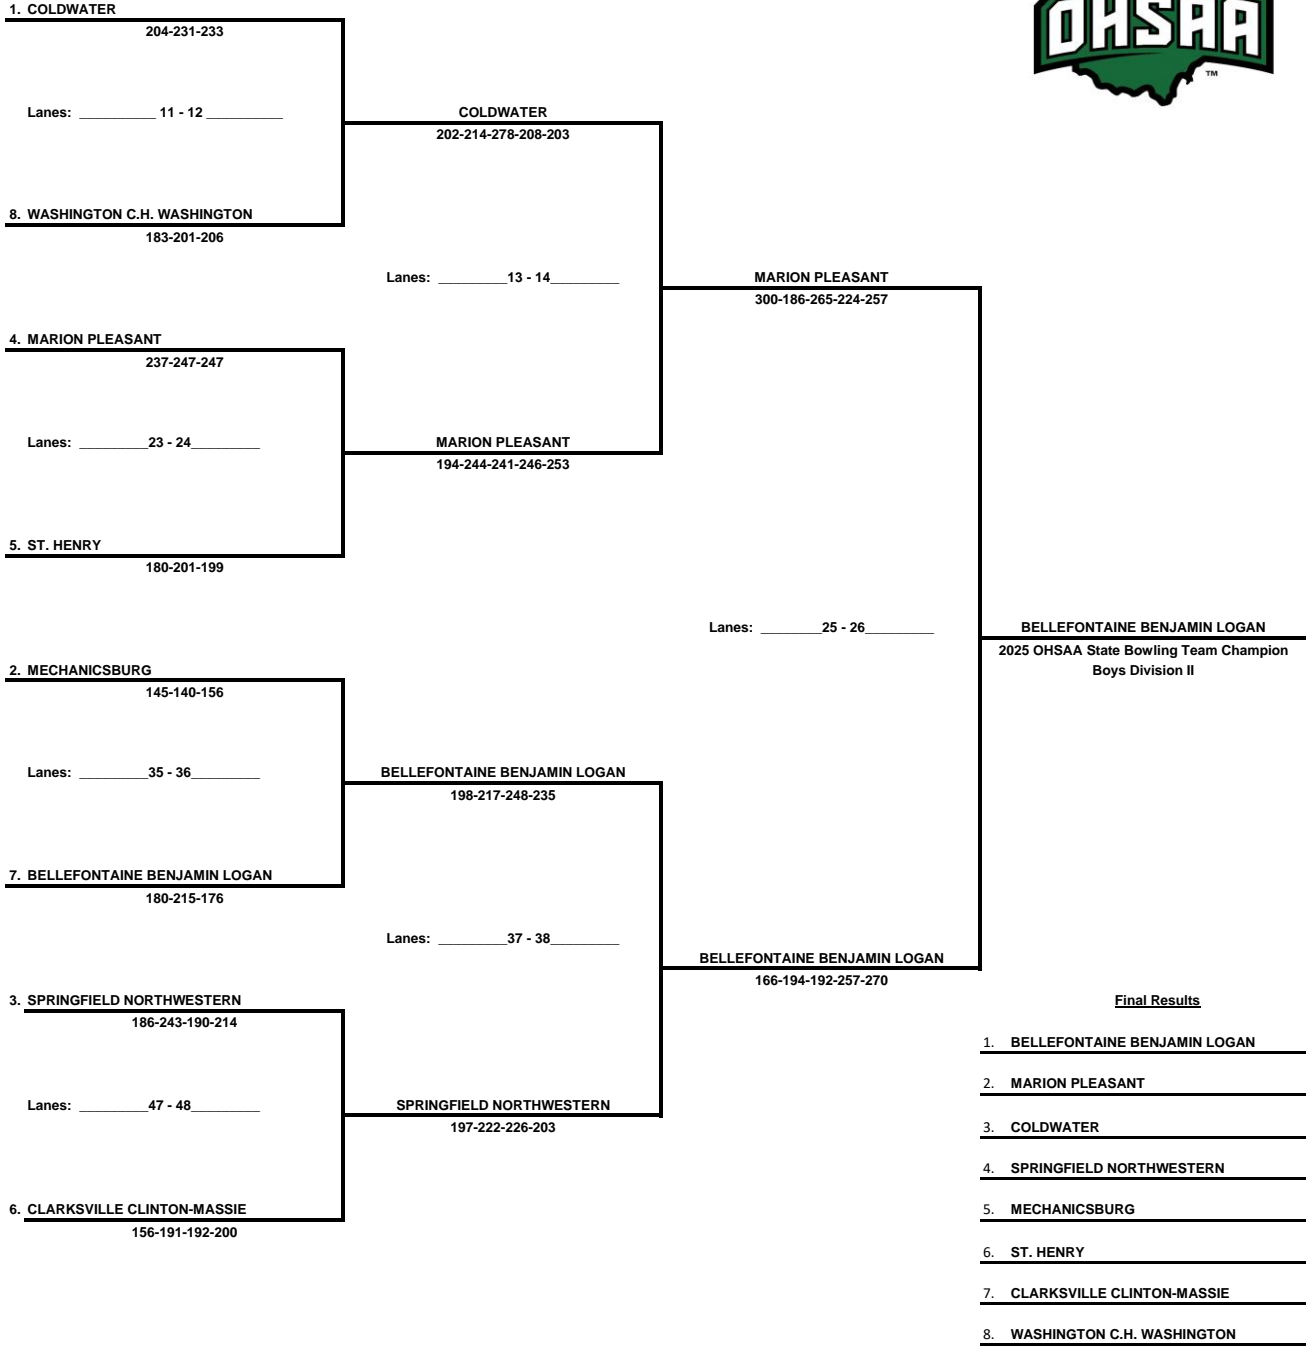 OHSAA
TM
1. COLDWATER
204-231-233
Lanes: __________ 11 - 12 __________
COLDWATER
202-214-278-208-203
8. WASHINGTON C.H. WASHINGTON
183-201-206
Lanes: _________13 - 14_________
MARION PLEASANT
300-186-265-224-257
4. MARION PLEASANT
237-247-247
Lanes: _________23 - 24_________
MARION PLEASANT
194-244-241-246-253
5. ST. HENRY
180-201-199
Lanes: ________25 - 26_________
BELLEFONTAINE BENJAMIN LOGAN
2025 OHSAA State Bowling Team Champion
Boys Division II
2. MECHANICSBURG
145-140-156
Lanes: _________35 - 36_________
BELLEFONTAINE BENJAMIN LOGAN
198-217-248-235
7. BELLEFONTAINE BENJAMIN LOGAN
180-215-176
Lanes: _________37 - 38_________
BELLEFONTAINE BENJAMIN LOGAN
166-194-192-257-270
3. SPRINGFIELD NORTHWESTERN
186-243-190-214
Lanes: _________47 - 48_________
SPRINGFIELD NORTHWESTERN
197-222-226-203
6. CLARKSVILLE CLINTON-MASSIE
156-191-192-200
Final Results
1. BELLEFONTAINE BENJAMIN LOGAN
2. MARION PLEASANT
3. COLDWATER
4. SPRINGFIELD NORTHWESTERN
5. MECHANICSBURG
6. ST. HENRY
7. CLARKSVILLE CLINTON-MASSIE
8. WASHINGTON C.H. WASHINGTON